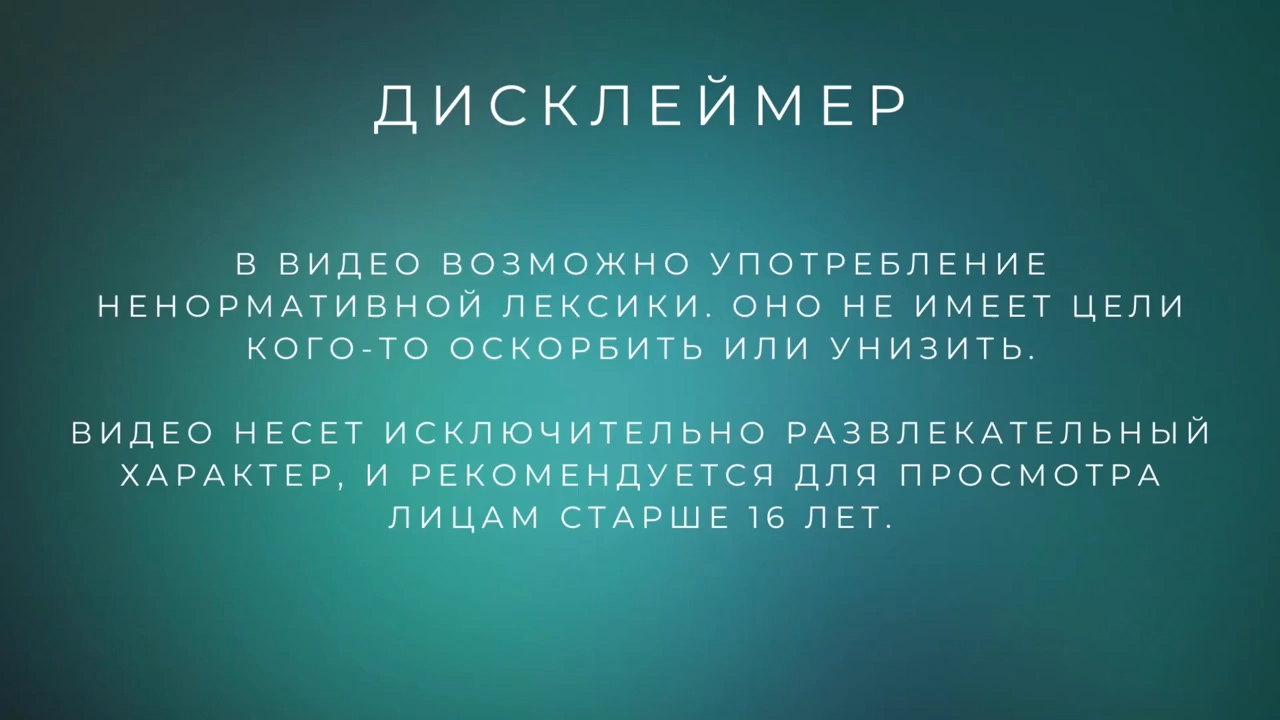 ДИСКЛЕЙМЕР
В ВИДЕО ВОЗМОЖНО УПОТРЕБЛЕНИЕ
НЕНОРМАТИВНОЙ ЛЕКСИКИ. ОНО НЕ ИМЕЕТ ЦЕЛИ
КОГО-ТО ОСКОРБИТЬ ИЛИ УНИЗИТЬ.
ВИДЕО НЕСЕТ ИСКЛЮЧИТЕЛЬНО РАЗВЛЕКАТЕЛЬНЫЙ
ХАРАКТЕР, И РЕКОМЕНДУЕТСЯ ДЛЯ ПРОСМОТРА
ЛИЦАМ СТАРШЕ 16 ЛЕТ.